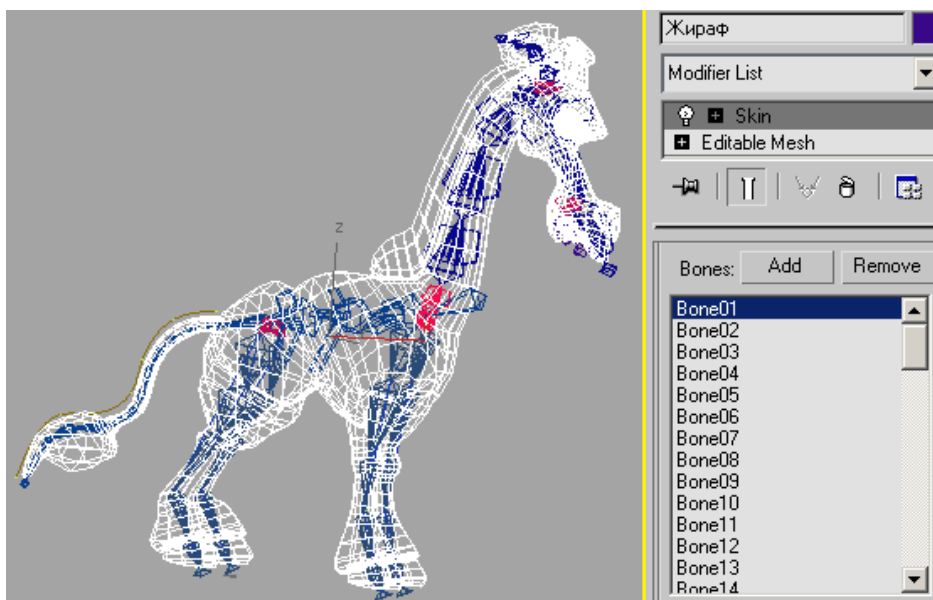 Жираф
Modifier List
Skin
Editable Mesh
z
Bones: Add Remove
Bone01
Bone02
Bone03
Bone04
Bone05
Bone06
Bone07
Bone08
Bone09
Bone10
Bone11
Bone12
Bone13
Bone14